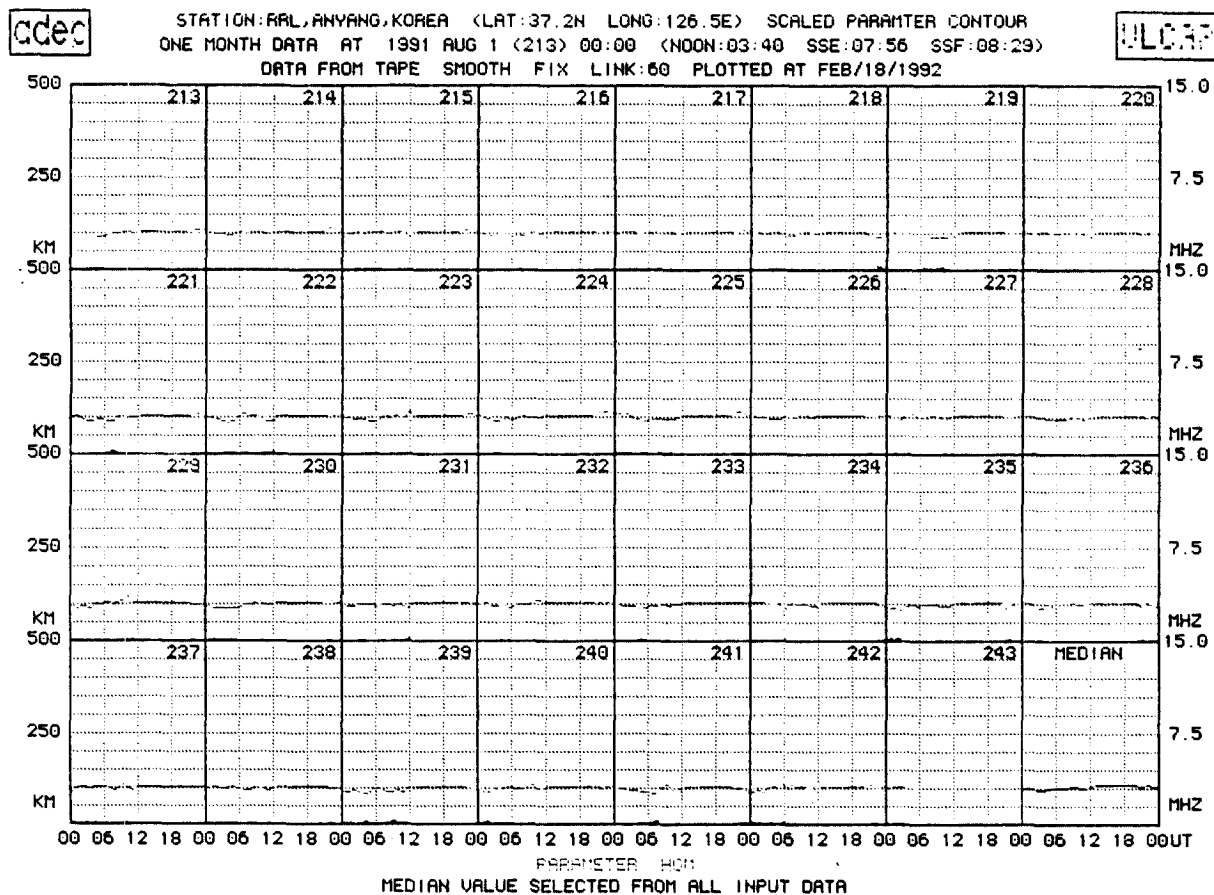 adec
STATION:RRL,ANYANG,KOREA (LAT:37.2N LONG:126.5E) SCALED PARAMTER CONTOUR
ONE MONTH DATA AT 1991 AUG 1 (213) 00:00 (NOON:03:40 SSE:07:56 SSF:08:29)
DATA FROM TAPE SMOOTH FIX LINK:60 PLOTTED AT FEB/18/1992
500 213 214 215 216 217 218 219 220 15.0
250 7.5
KM MHZ
500 15.0
221 222 223 224 225 226 227 228
250 7.5
KM MHZ
500 15.0
229 230 231 232 233 234 235 236
250 7.5
KM MHZ
500 15.0
237 238 239 240 241 242 243 MEDIAN
250 7.5
KM MHZ
00 06 12 18 00 06 12 18 00 06 12 18 00 06 12 18 00 06 12 18 00 06 12 18 00 06 12 18 00 06 12 18 00UT
PARAMETER HOM
MEDIAN VALUE SELECTED FROM ALL INPUT DATA